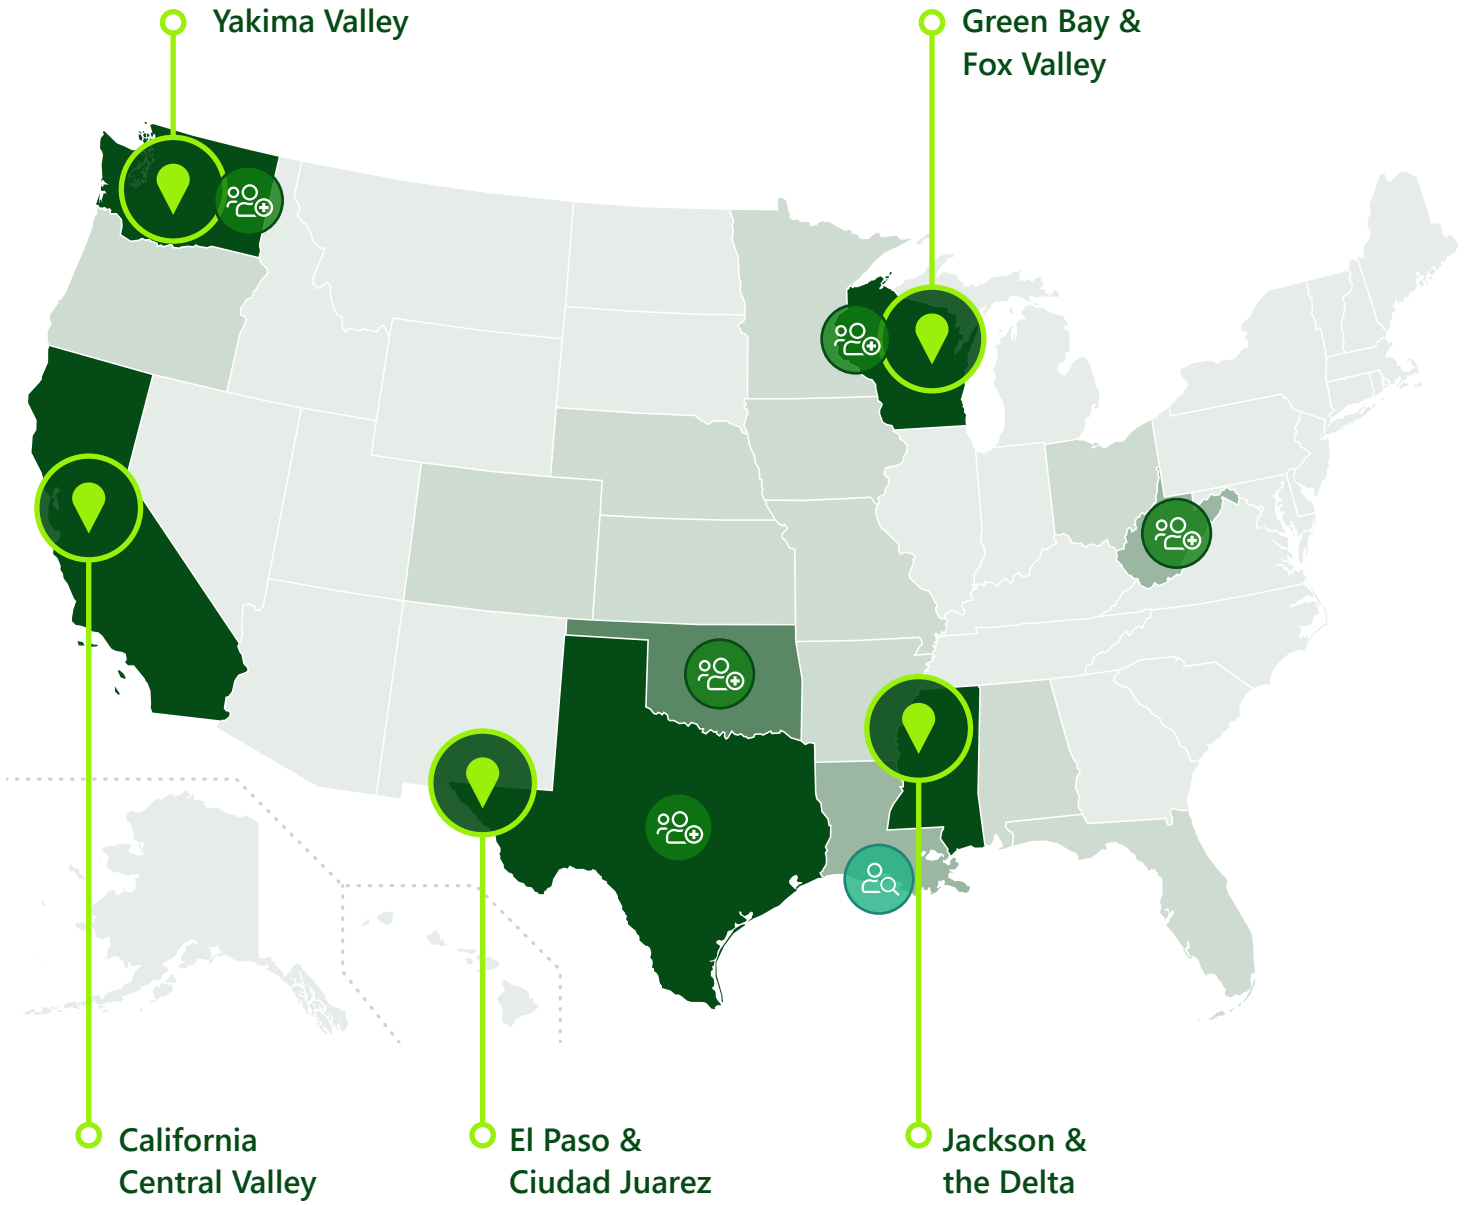 Yakima Valley
Green Bay &
Fox Valley
California
Central Valley
El Paso &
Ciudad Juarez
Jackson &
the Delta